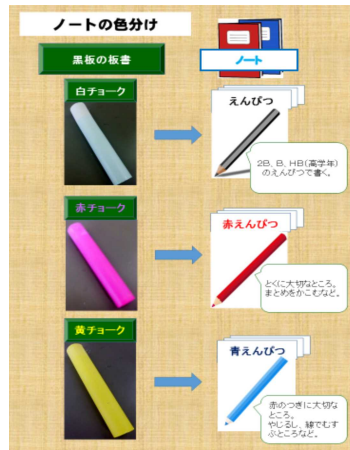 ノートの色分け
黒板の板書
ノート
白チョーク
えんぴつ
2B、B、HB(高学年)
のえんぴつで書く。
赤チョーク
赤えんぴつ
とくに大切なところ。
まとめをかこむなど。
黄チョーク
青えんぴつ
赤のつぎに大切な
ところ。
やじるし、線でむす
ぶところなど。